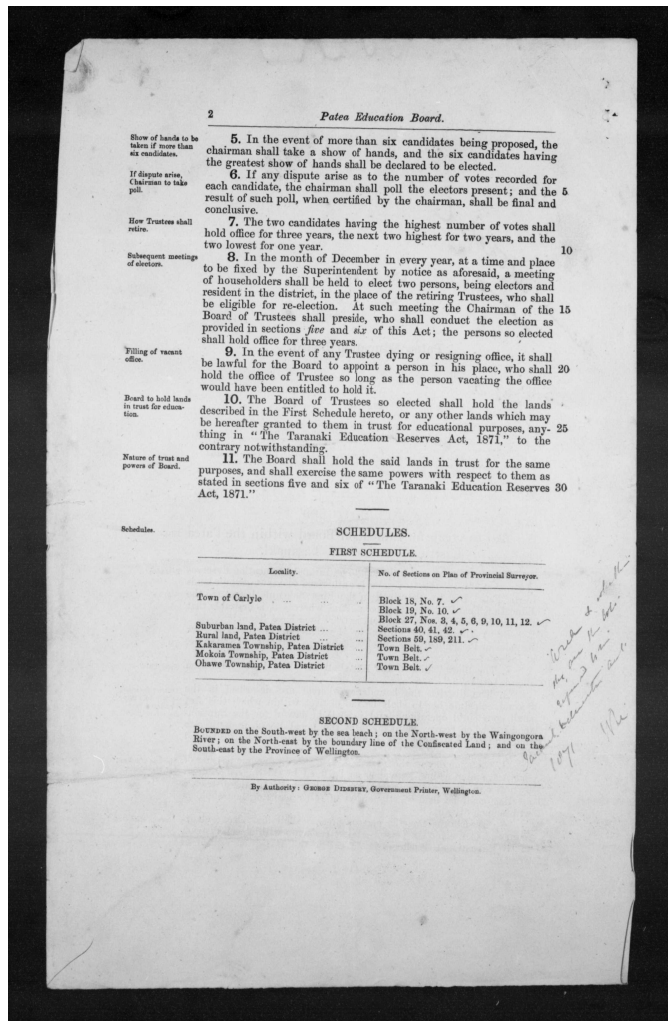 2
Patea Education Board.
Show of hands to be
taken if more than
six candidates.
5. In the event of more than six candidates being proposed, the
chairman shall take a show of hands, and the six candidates having
the greatest show of hands shall be declared to be elected.
If dispute arise,
Chairman to take
poll.
6. If any dispute arise as to the number of votes recorded for
each candidate, the chairman shall poll the electors present; and the 5
result of such poll, when certified by the chairman, shall be final and
conclusive.
How Trustees shall
retire.
7. The two candidates having the highest number of votes shall
hold office for three years, the next two highest for two years, and the
two lowest for one year. 10
Subsequent meetings
of electors.
8. In the month of December in every year, at a time and place
to be fixed by the Superintendent by notice as aforesaid, a meeting
of householders shall be held to elect two persons, being electors and
resident in the district, in the place of the retiring Trustees, who shall
be eligible for re-election. At such meeting the Chairman of the 15
Board of Trustees shall preside, who shall conduct the election as
provided in sections five and six of this Act; the persons so elected
shall hold office for three years.
Filling of vacant
office.
9. In the event of any Trustee dying or resigning office, it shall
be lawful for the Board to appoint a person in his place, who shall 20
hold the office of Trustee so long as the person vacating the office
would have been entitled to hold it.
Board to hold lands
in trust for educa-
tion.
10. The Board of Trustees so elected shall hold the lands
described in the First Schedule hereto, or any other lands which may
be hereafter granted to them in trust for educational purposes, any- 25
thing in "The Taranaki Education Reserves Act, 1871," to the
contrary notwithstanding.
Nature of trust and
powers of Board.
11. The Board shall hold the said lands in trust for the same
purposes, and shall exercise the same powers with respect to them as
stated in sections five and six of "The Taranaki Education Reserves 30
Act, 1871."
Schedules.
SCHEDULES.
FIRST SCHEDULE.
Locality. No. of Sections on Plan of Provincial Surveyor.
Town of Carlyle ... ... ... Block 18, No. 7.
Block 19, No. 10.
Block 27, Nos. 3, 4, 5, 6, 9, 10, 11, 12.
Suburban land, Patea District ... ... Sections 40, 41, 42.
Rural land, Patea District ... ... Sections 59, 189, 211.
Kakaramea Township, Patea District ... Town Belt.
Mokoia Township, Patea District ... Town Belt.
Ohawe Township, Patea District ... Town Belt.
SECOND SCHEDULE.
BOUNDED on the South-west by the sea beach; on the North-west by the Waingongora
River; on the North-east by the boundary line of the Confiscated Land; and on the
South-east by the Province of Wellington.
1871
By Authority: GEORGE DIDSBURY, Government Printer, Wellington.